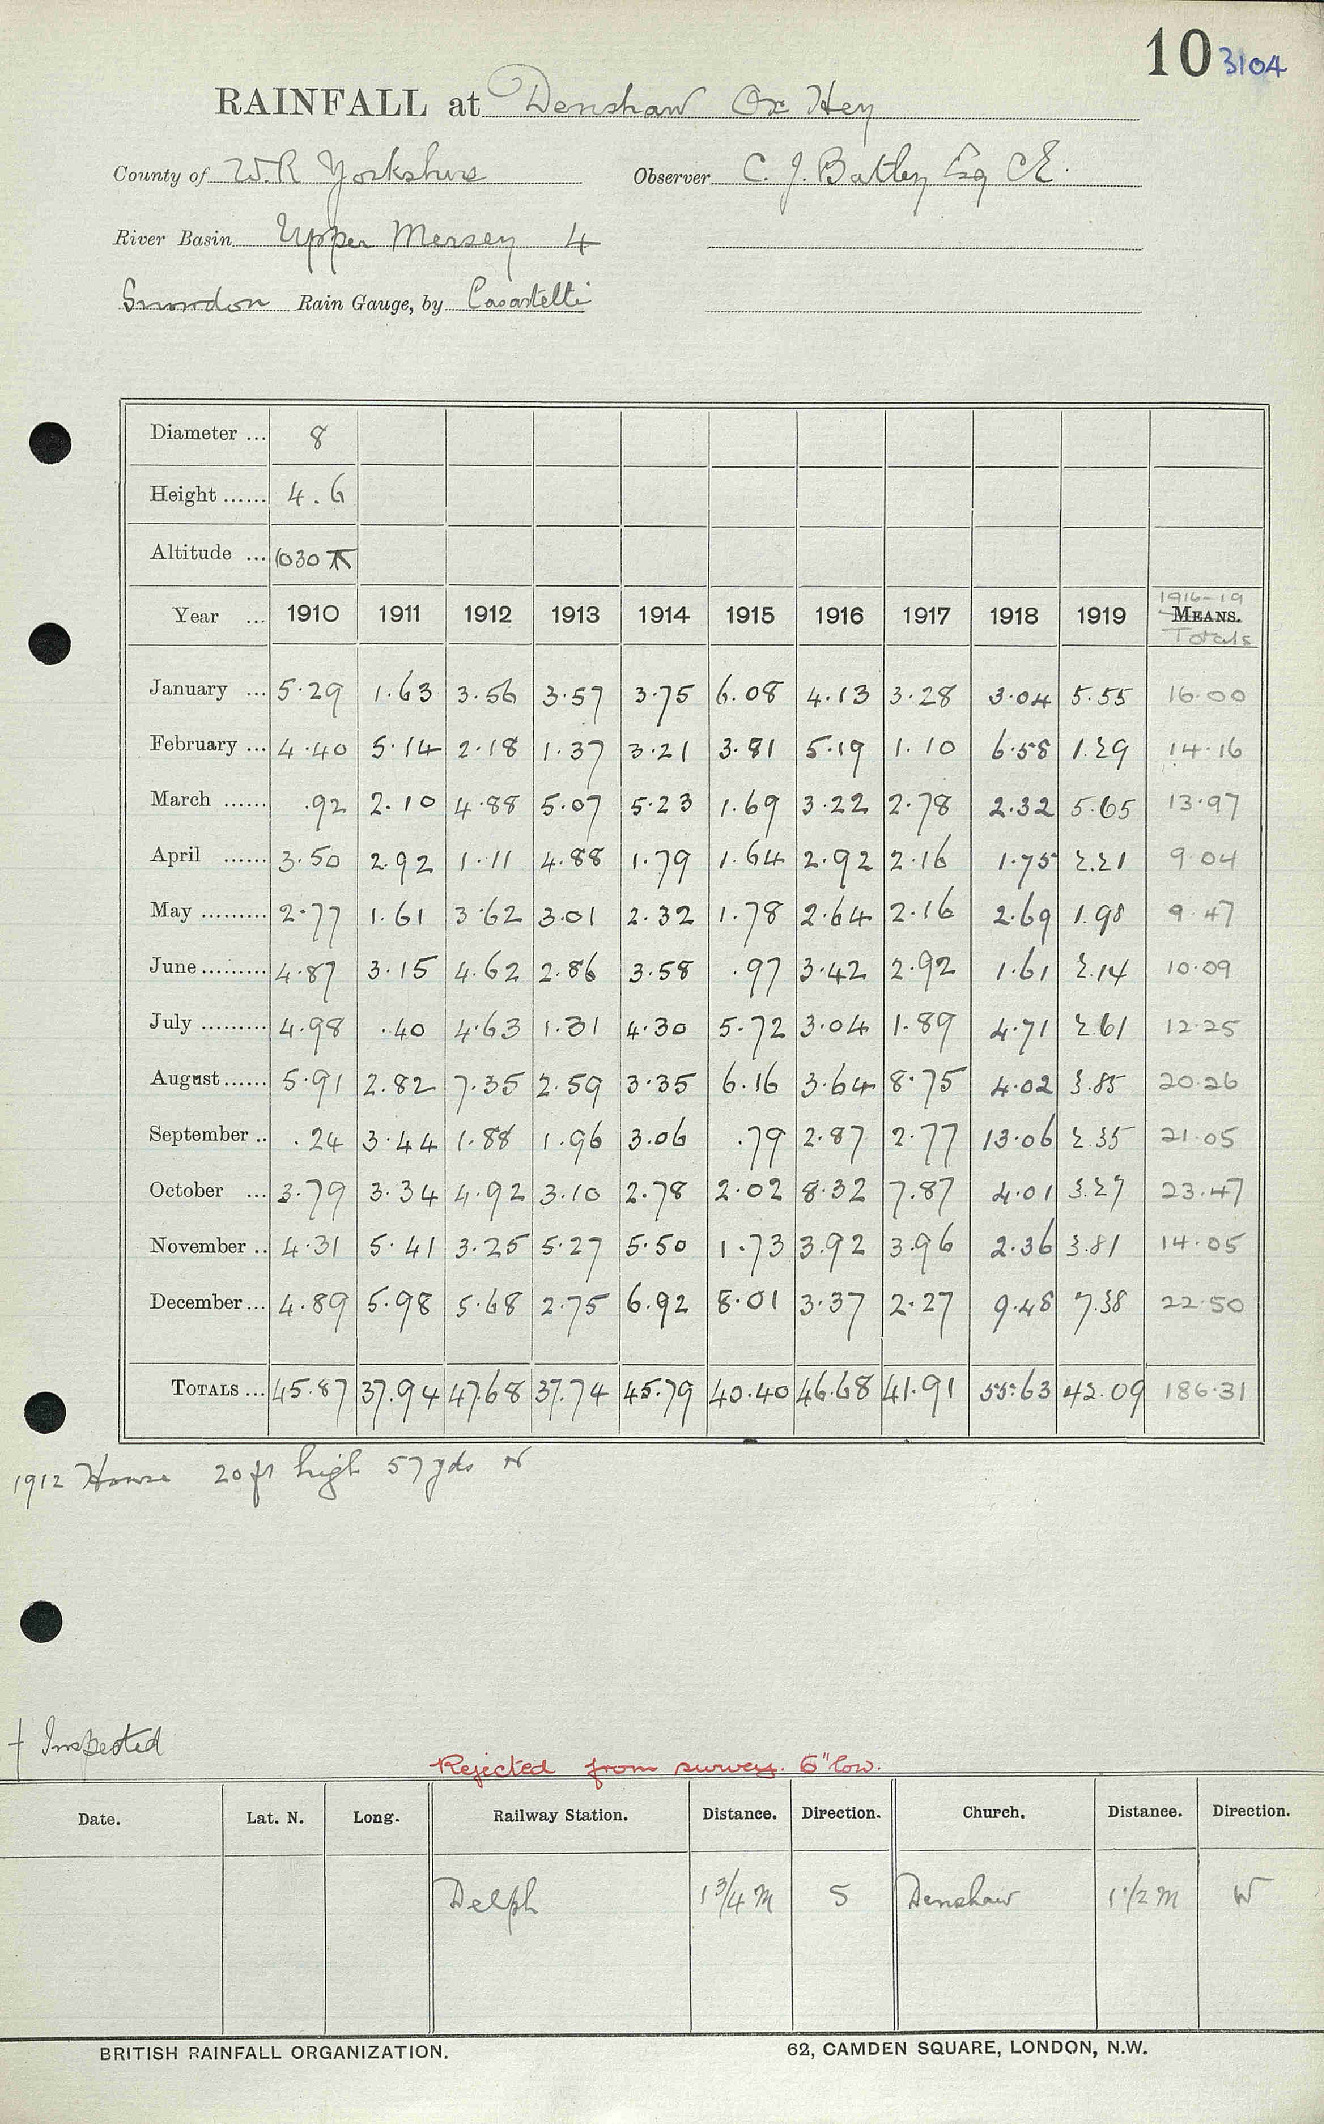 10 3104
RAINFALL at Denshaw Ox Hey
County of W.R Yorkshire Observer C. J. Batley Esq CE.
River Basin Upper Mersey 4
Snowdon Rain Gauge, by Casartelli
Diameter ... 8
Height ...... 4.6
Altitude ... 1030
Year ... 1910 1911 1912 1913 1914 1915 1916 1917 1918 1919 1916-19 MEANS. Totals
January ... 5.29 1.63 3.56 3.57 3.75 6.08 4.13 3.28 3.04 5.55 16.00
February ... 4.40 5.14 2.18 1.37 3.21 3.81 5.19 1.10 6.58 1.29 14.16
March ...... .92 2.10 4.88 5.07 5.23 1.69 3.22 2.78 2.32 5.65 13.97
April ...... 3.50 2.92 1.11 4.88 1.79 1.64 2.92 2.16 1.75 2.21 9.04
May ......... 2.77 1.61 3.62 3.01 2.32 1.78 2.64 2.16 2.69 1.98 9.47
June ......... 4.87 3.15 4.62 2.86 3.58 .97 3.42 2.92 1.61 2.14 10.09
July ......... 4.98 .40 4.63 1.31 4.30 5.72 3.04 1.89 4.71 2.61 12.25
August ...... 5.91 2.82 7.35 2.59 3.35 6.16 3.64 8.75 4.02 3.85 20.26
September .. .24 3.44 1.88 1.96 3.06 .79 2.87 2.77 13.06 2.35 21.05
October ... 3.79 3.34 4.92 3.10 2.78 2.02 8.32 7.87 4.01 3.27 23.47
November .. 4.31 5.41 3.25 5.27 5.50 1.73 3.92 3.96 2.36 3.81 14.05
December ... 4.89 5.98 5.68 2.75 6.92 8.01 3.37 2.27 9.48 7.38 22.50
TOTALS ... 45.87 37.94 47.68 37.74 45.79 40.40 46.68 41.91 55.63 42.09 186.31
1912 House 20 ft high 57 yds N
† Inspected
Rejected from survey. 6" low.
Date. Lat. N. Long. Railway Station. Distance. Direction. Church. Distance. Direction.
Delph 1 3/4 M S Denshaw 1 1/2 M W
BRITISH RAINFALL ORGANIZATION. 62, CAMDEN SQUARE, LONDON, N.W.